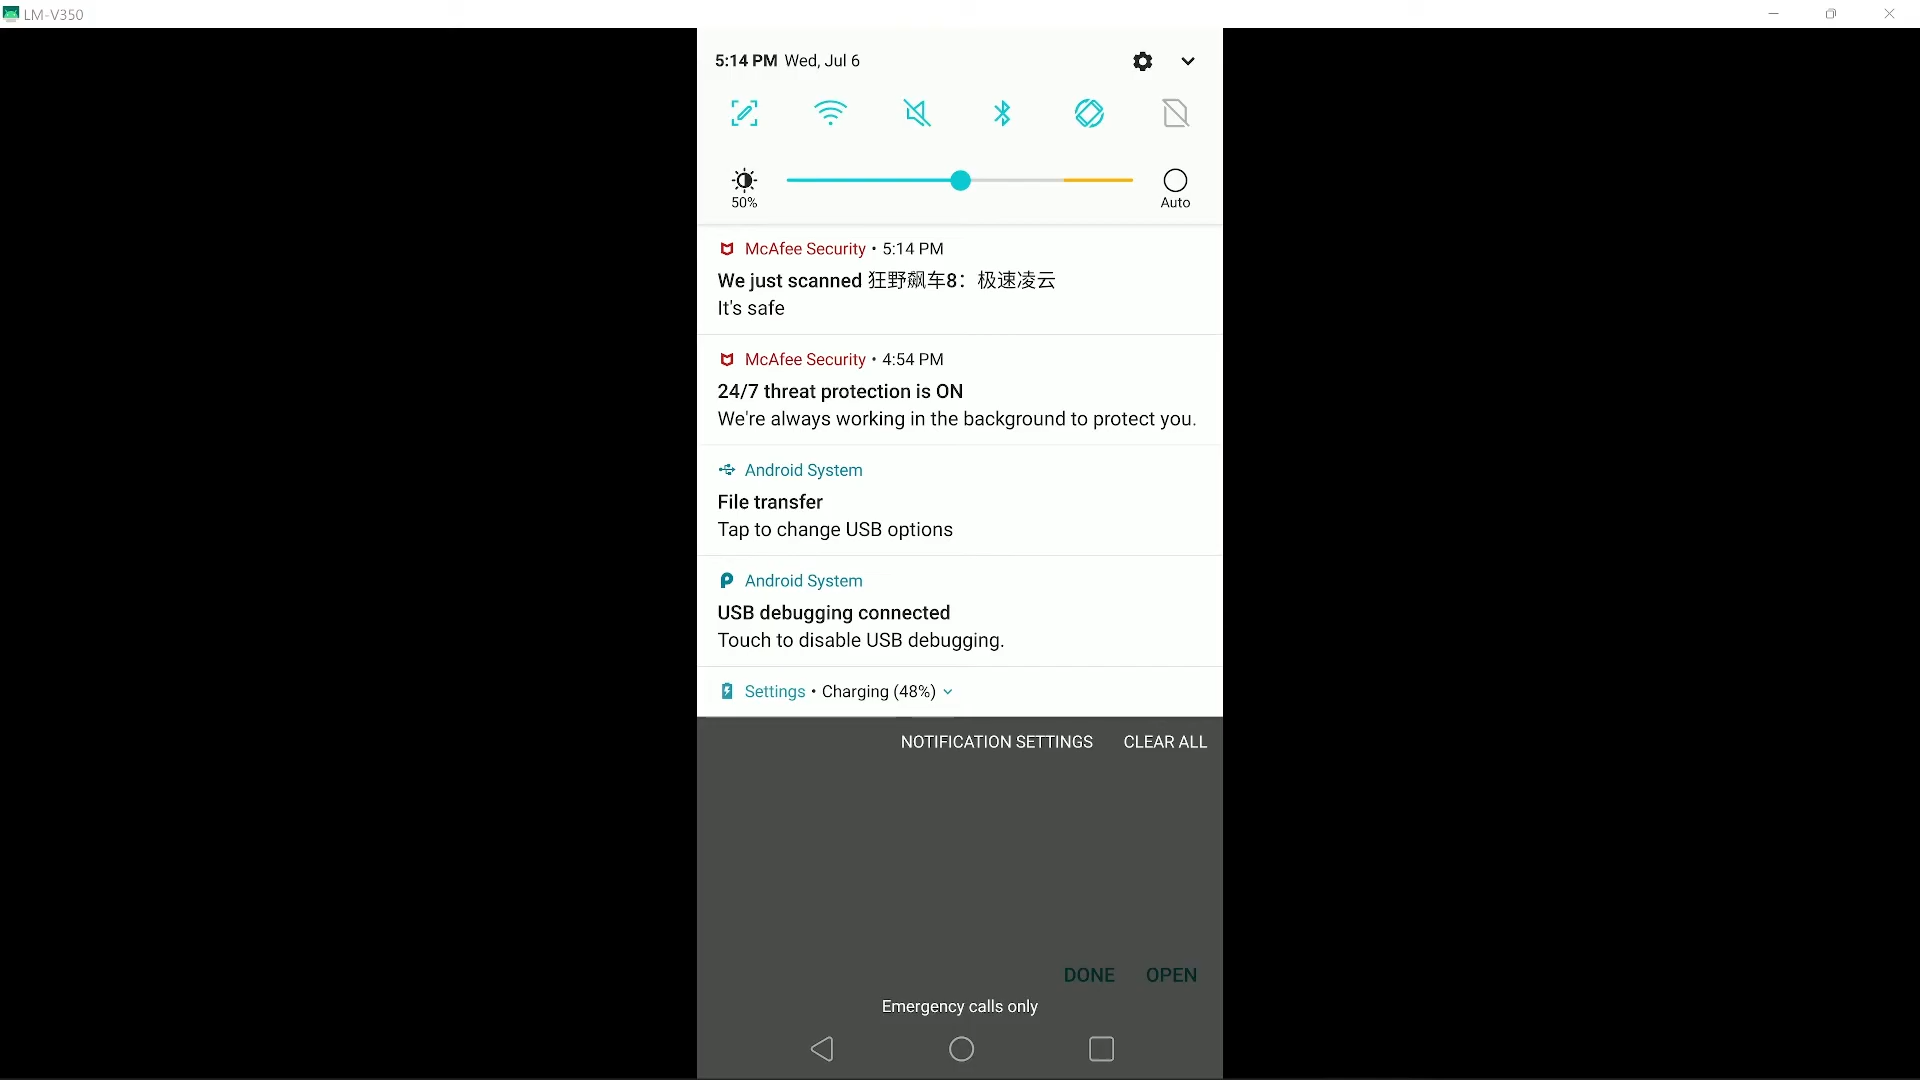 LM-V350
5:14 PM Wed, Jul 6
50%
Auto
McAfee Security • 5:14 PM
We just scanned 狂野飙车8：极速凌云
It's safe
McAfee Security • 4:54 PM
24/7 threat protection is ON
We're always working in the background to protect you.
Android System
File transfer
Tap to change USB options
Android System
USB debugging connected
Touch to disable USB debugging.
Settings • Charging (48%)
NOTIFICATION SETTINGS CLEAR ALL
DONE OPEN
Emergency calls only